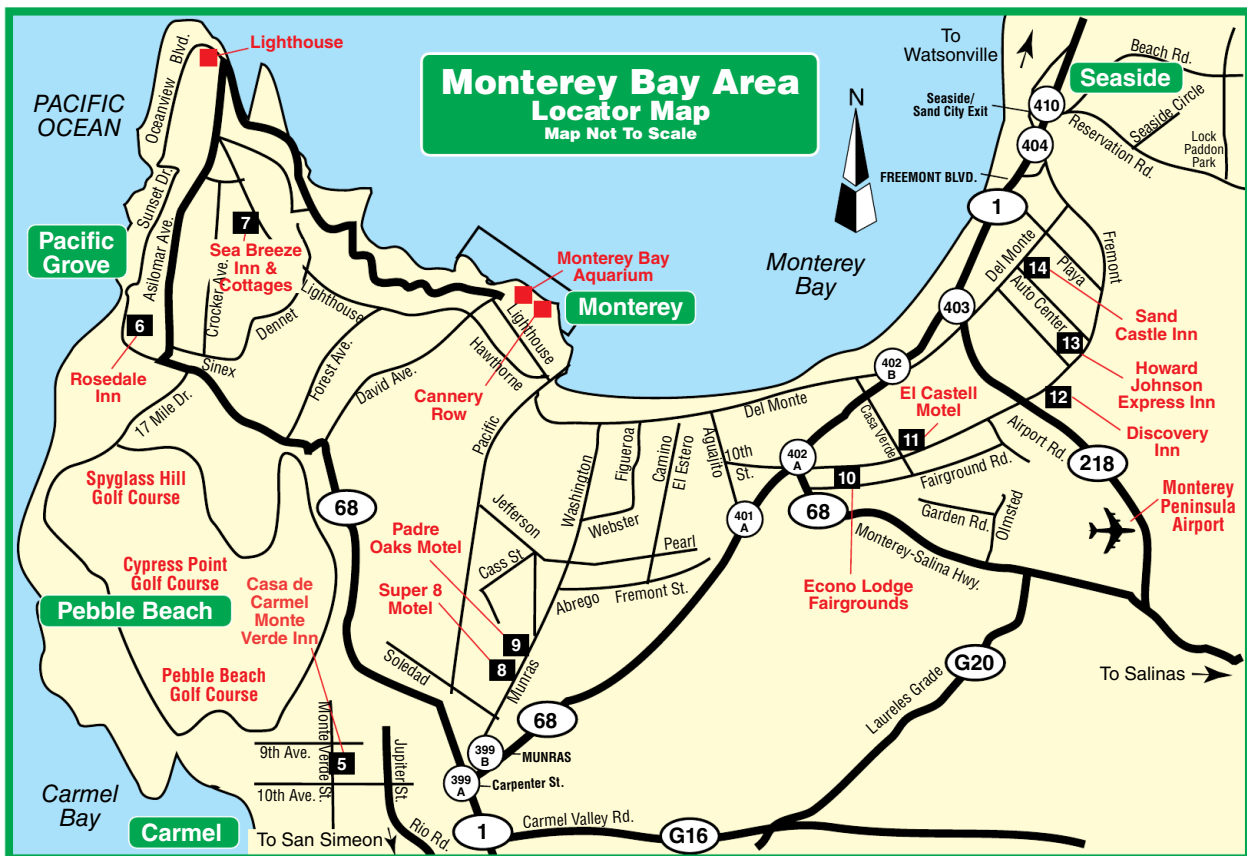 Monterey Bay Area
Locator Map
Map Not To Scale
Lighthouse
Oceanview Blvd.
PACIFIC
OCEAN
Sunset Dr.
Asilomar Ave.
Pacific
Grove
7
Sea Breeze
Inn &
Cottages
Crocker Ave.
Lighthouse
Dennet
6
Rosedale
Inn
Sinex
17 Mile Dr.
Forest Ave.
David Ave.
Monterey Bay
Aquarium
Monterey
Lighthouse
Hawthorne
Cannery
Row
Pacific
Monterey
Bay
N
To
Watsonville
Beach Rd.
Seaside
Seaside/
Sand City Exit
410
404
Reservation Rd.
Seaside Circle
Lock
Paddon
Park
FREEMONT BLVD.
1
Del Monte
Fremont
Playa
14
Auto Center
Sand
Castle Inn
403
13
Howard
Johnson
Express Inn
402
B
12
Discovery
Inn
El Castell
Motel
11
Casa Verde
Del Monte
Airport Rd.
218
Fairground Rd.
402
A
10
10th
St.
Aguajito
Camino
El Estero
Figueroa
Washington
Webster
401
A
68
Garden Rd.
Olmsted
Monterey
Peninsula
Airport
Monterey-Salina Hwy.
Econo Lodge
Fairgrounds
Spyglass Hill
Golf Course
68
Jefferson
Padre
Oaks Motel
Cass St.
Pearl
Cypress Point
Golf Course
Pebble Beach
Casa de
Carmel
Monte
Verde Inn
Super 8
Motel
Abrego
Fremont St.
9
8
Munras
Soledad
Pebble Beach
Golf Course
G20
Laureles Grade
To Salinas
68
Monte Verde St.
9th Ave.
5
10th Ave.
Jupiter St.
399
B
MUNRAS
399
A
Carpenter St.
Carmel
Bay
Carmel
To San Simeon
Rio Rd.
1
Carmel Valley Rd.
G16